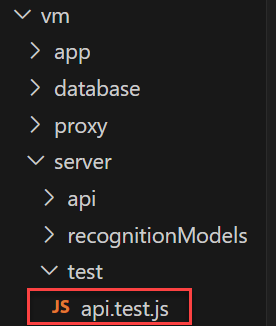 vm
app
database
proxy
server
api
recognitionModels
test
JS api.test.js